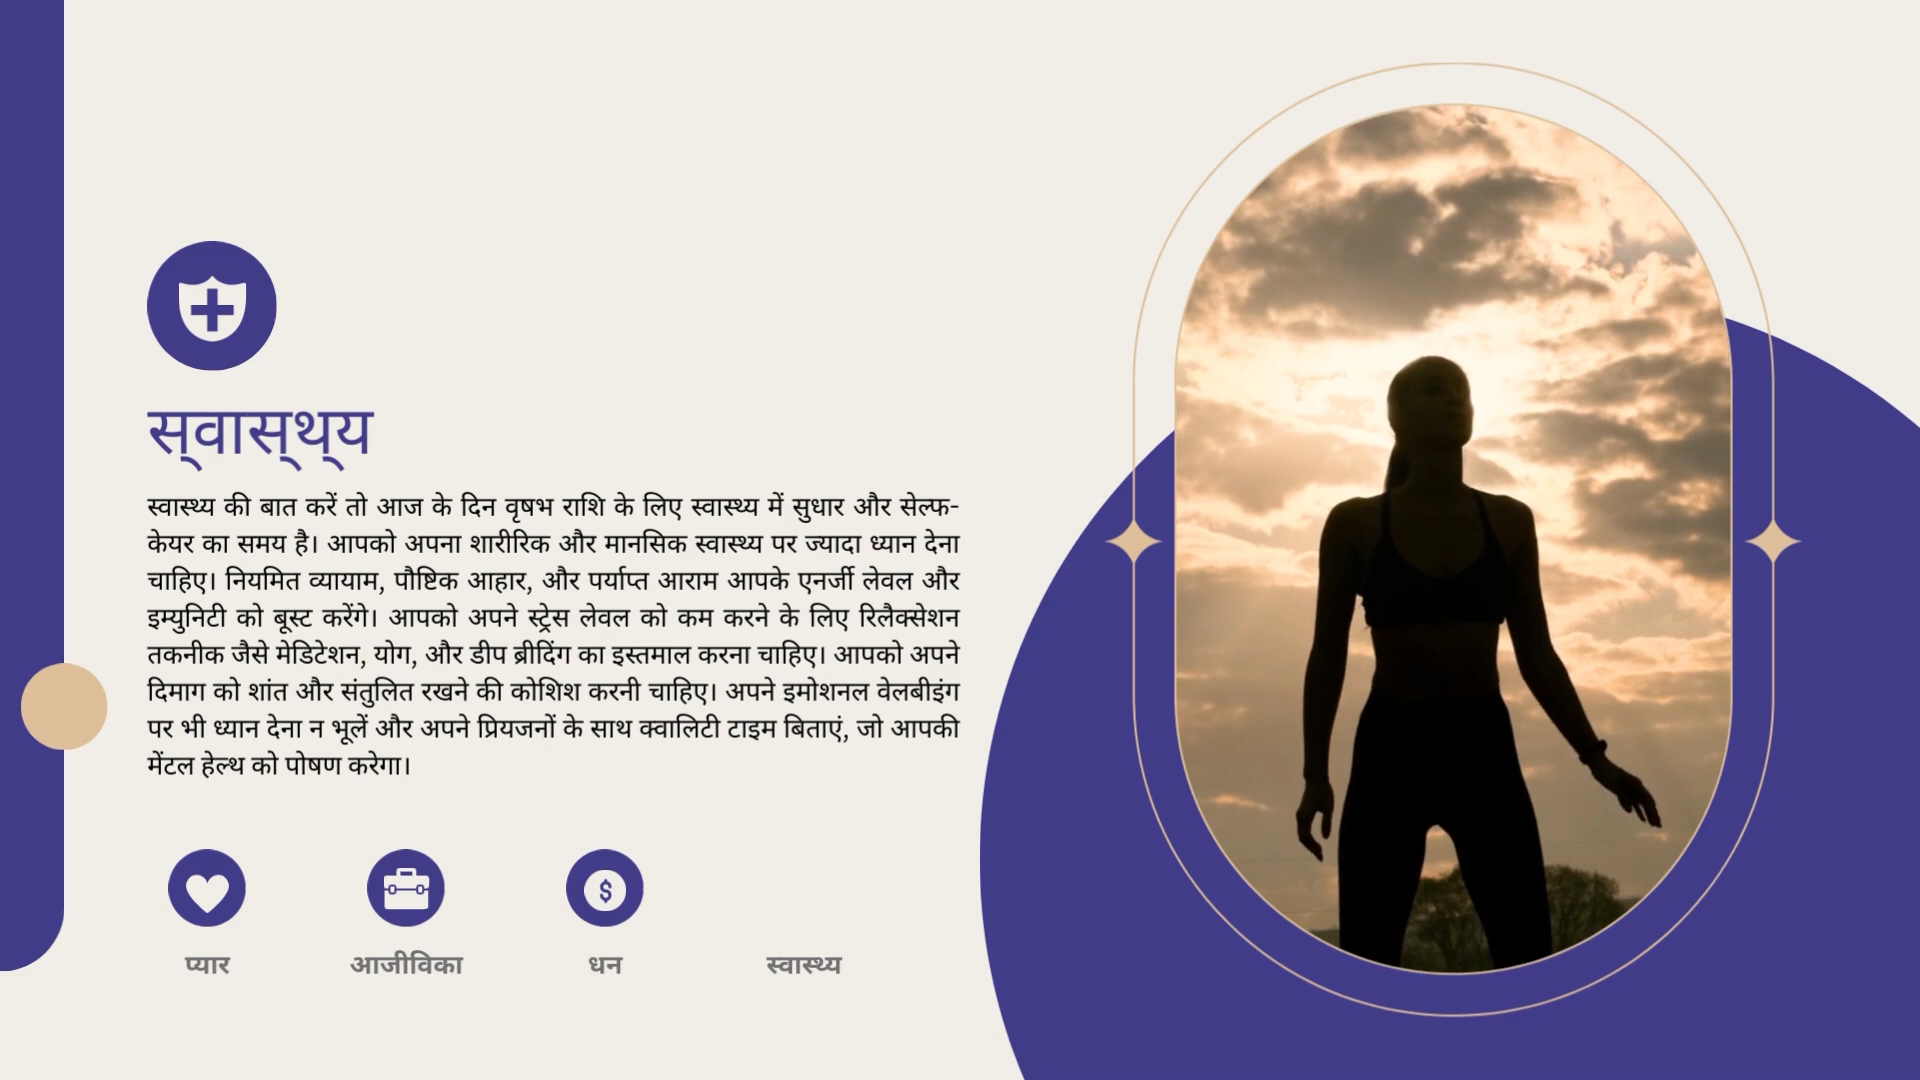 स्वास्थ्य
स्वास्थ्य की बात करें तो आज के दिन वृषभ राशि के लिए स्वास्थ्य में सुधार और सेल्फ-
केयर का समय है। आपको अपना शारीरिक और मानसिक स्वास्थ्य पर ज्यादा ध्यान देना
चाहिए। नियमित व्यायाम, पौष्टिक आहार, और पर्याप्त आराम आपके एनर्जी लेवल और
इम्युनिटी को बूस्ट करेंगे। आपको अपने स्ट्रेस लेवल को कम करने के लिए रिलैक्सेशन
तकनीक जैसे मेडिटेशन, योग, और डीप ब्रीदिंग का इस्तमाल करना चाहिए। आपको अपने
दिमाग को शांत और संतुलित रखने की कोशिश करनी चाहिए। अपने इमोशनल वेलबीइंग
पर भी ध्यान देना न भूलें और अपने प्रियजनों के साथ क्वालिटी टाइम बिताएं, जो आपकी
मेंटल हेल्थ को पोषण करेगा।
$
प्यार आजीविका धन स्वास्थ्य